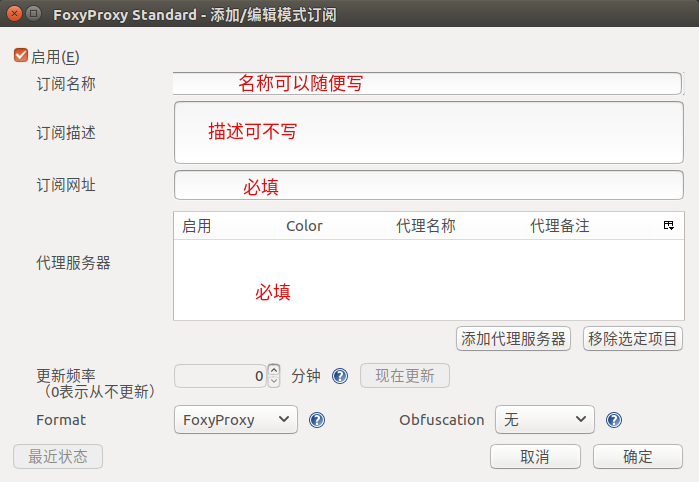 FoxyProxy Standard - 添加/编辑模式订阅
启用(E)
订阅名称 名称可以随便写
订阅描述 描述可不写
订阅网址 必填
启用 Color 代理名称 代理备注
代理服务器 必填
添加代理服务器 移除选定项目
更新频率 0 分钟 ? 现在更新
（0表示从不更新）
Format FoxyProxy ? Obfuscation 无 ?
最近状态 取消 确定